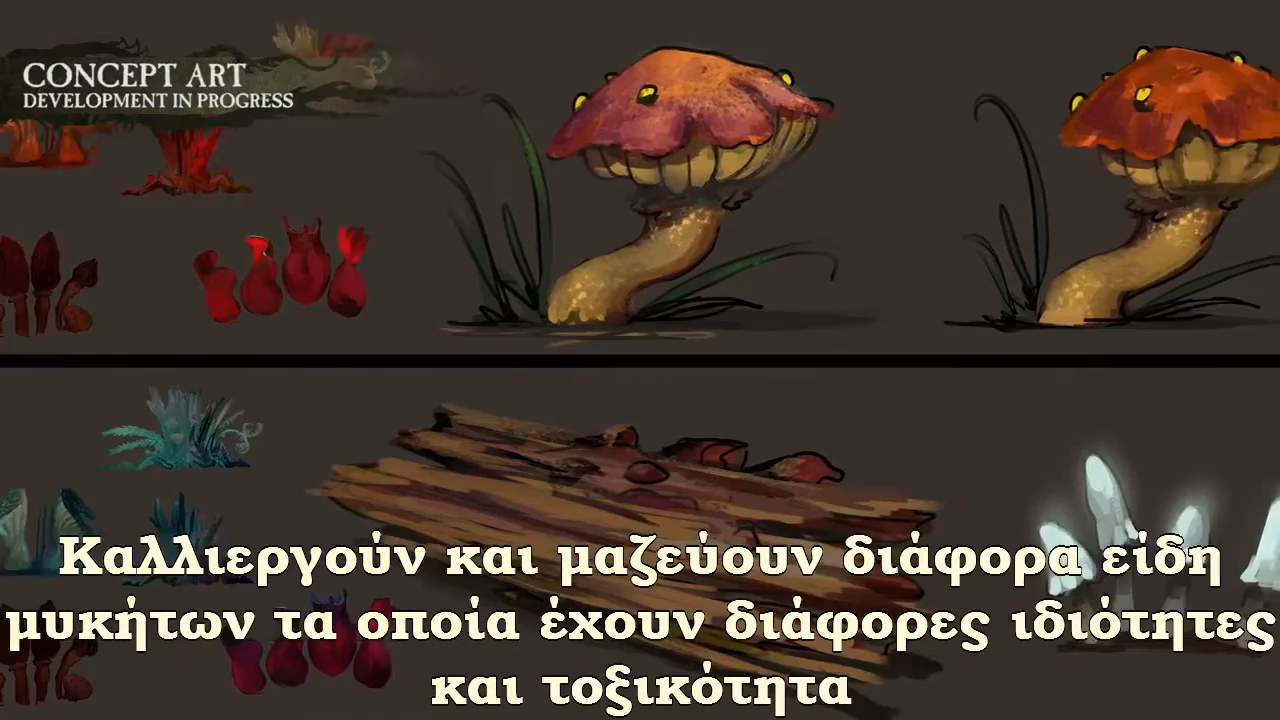 CONCEPT ART
DEVELOPMENT IN PROGRESS
Καλλιεργούν και μαζεύουν διάφορα είδη
μυκήτων τα οποία έχουν διάφορες ιδιότητες
και τοξικότητα